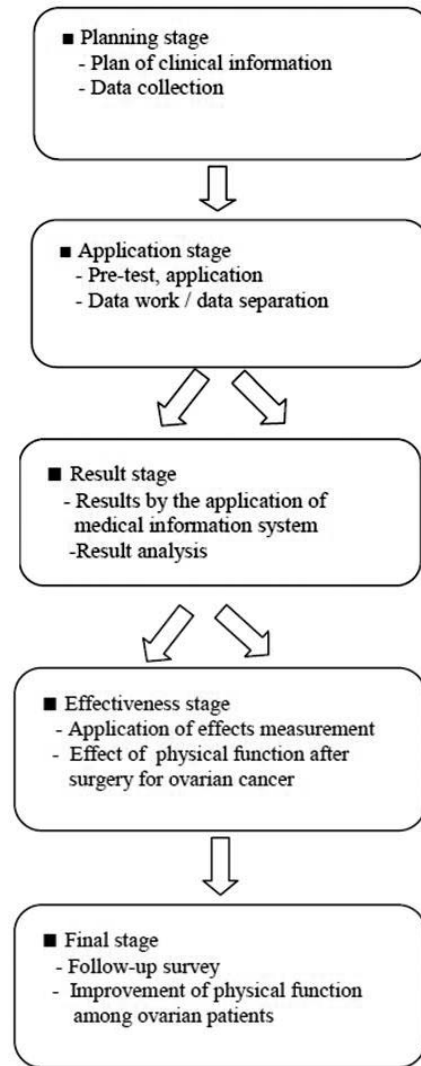 ■ Planning stage
- Plan of clinical information
- Data collection
■ Application stage
- Pre-test, application
- Data work / data separation
■ Result stage
- Results by the application of
medical information system
-Result analysis
■ Effectiveness stage
- Application of effects measurement
- Effect of physical function after
surgery for ovarian cancer
■ Final stage
- Follow-up survey
- Improvement of physical function
among ovarian patients